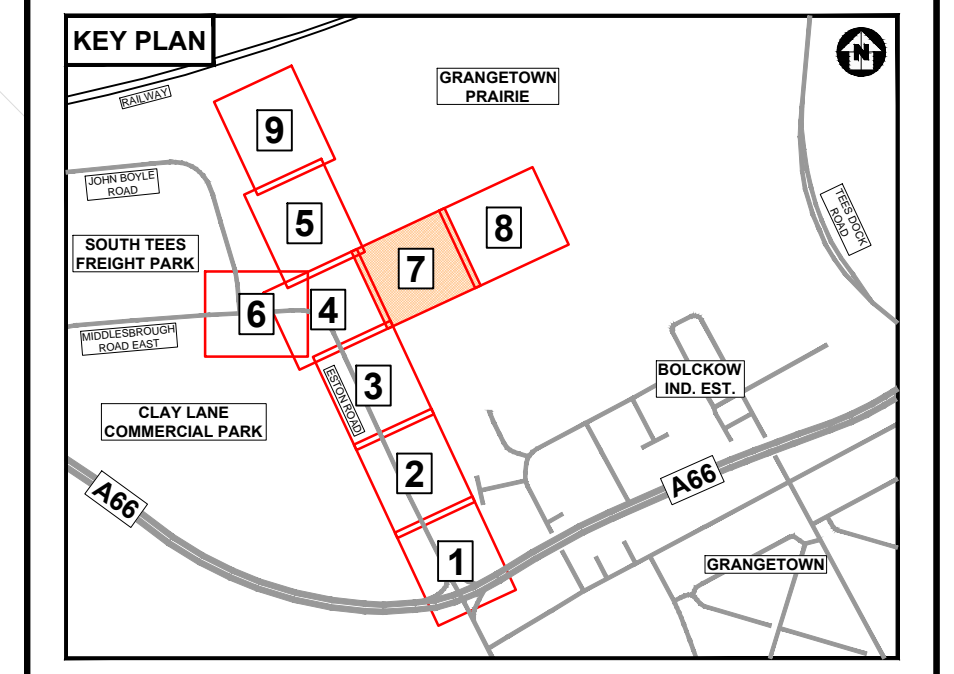 KEY PLAN
N
GRANGETOWN
PRAIRIE
RAILWAY
9
JOHN BOYLE
ROAD
5
8
TEES DOCK
ROAD
SOUTH TEES
FREIGHT PARK
7
6
4
MIDDLESBROUGH
ROAD EAST
3
ESTON ROAD
BOLCKOW
IND. EST.
CLAY LANE
COMMERCIAL PARK
2
A66
A66
1
GRANGETOWN